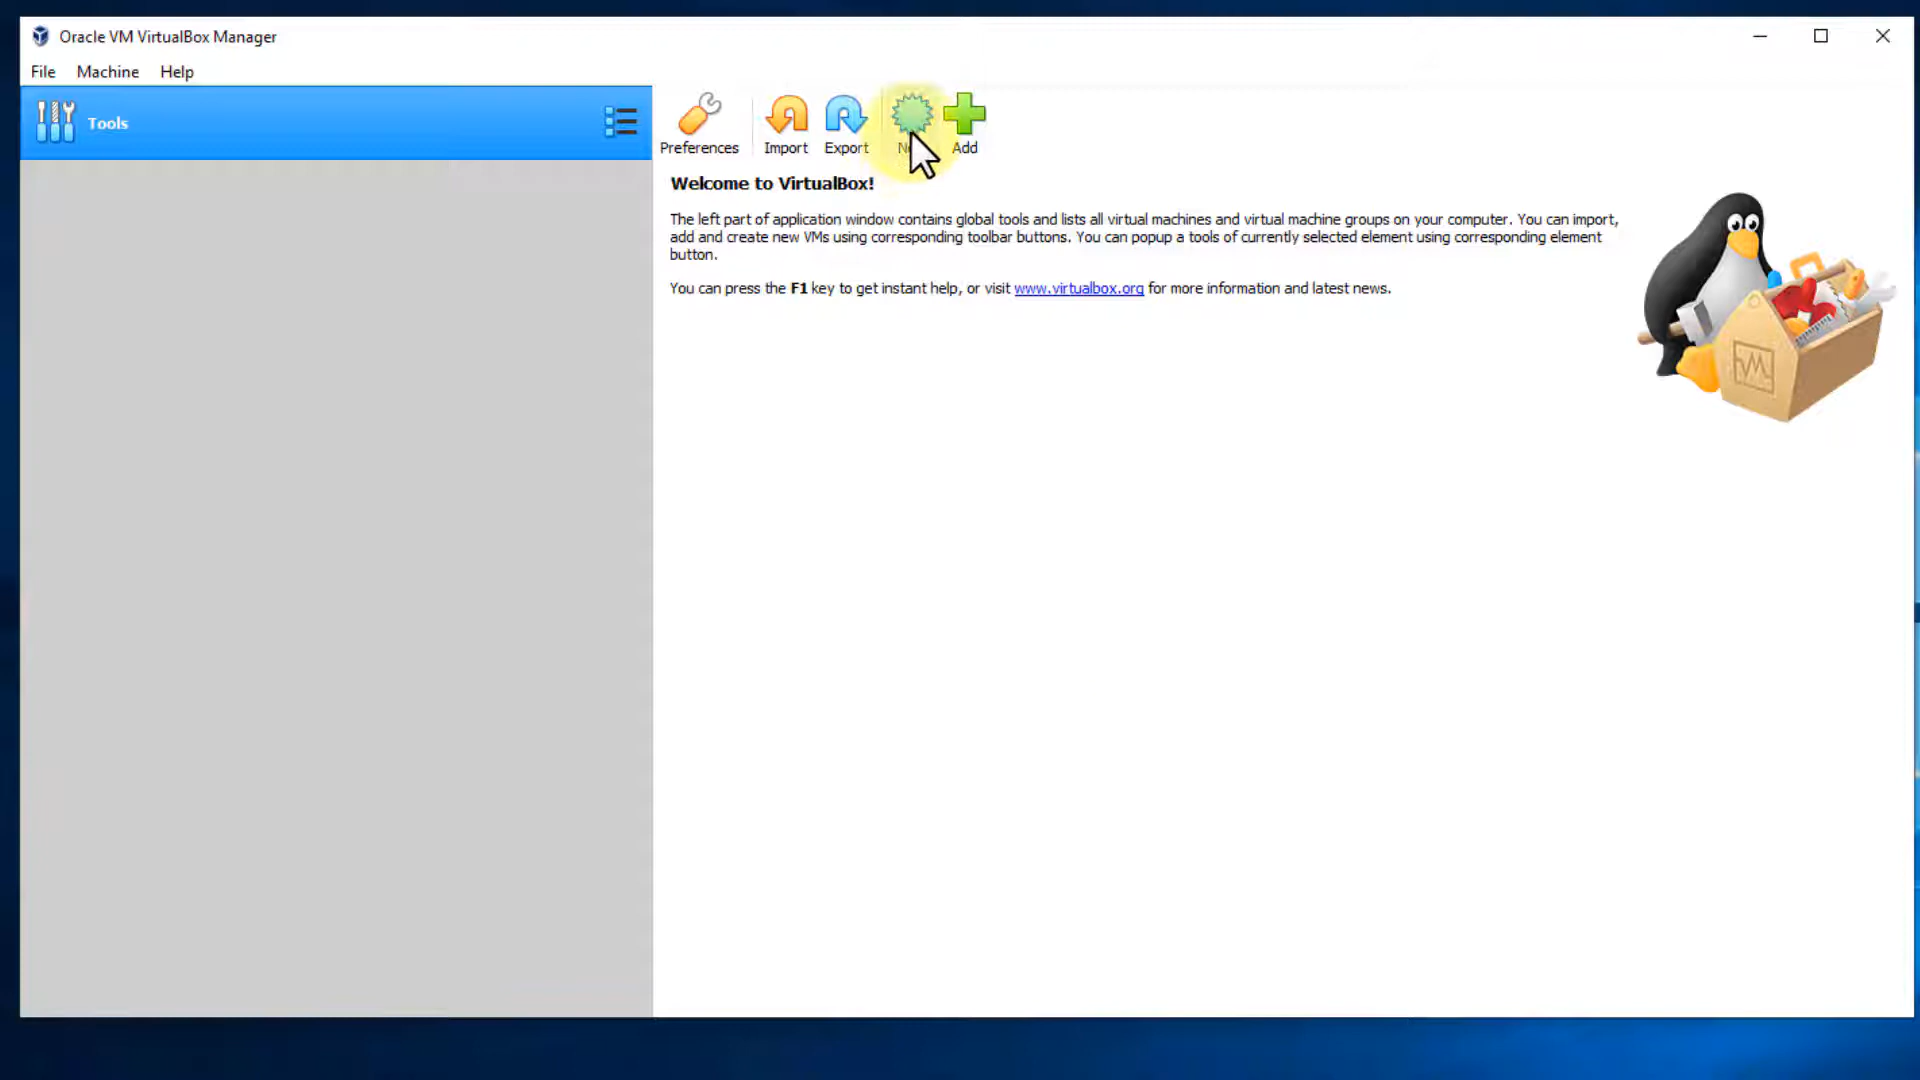 Oracle VM VirtualBox Manager
File Machine Help
Tools
Preferences Import Export Add
Welcome to VirtualBox!
The left part of application window contains global tools and lists all virtual machines and virtual machine groups on your computer. You can import,
add and create new VMs using corresponding toolbar buttons. You can popup a tools of currently selected element using corresponding element
button.
You can press the F1 key to get instant help, or visit www.virtualbox.org for more information and latest news.